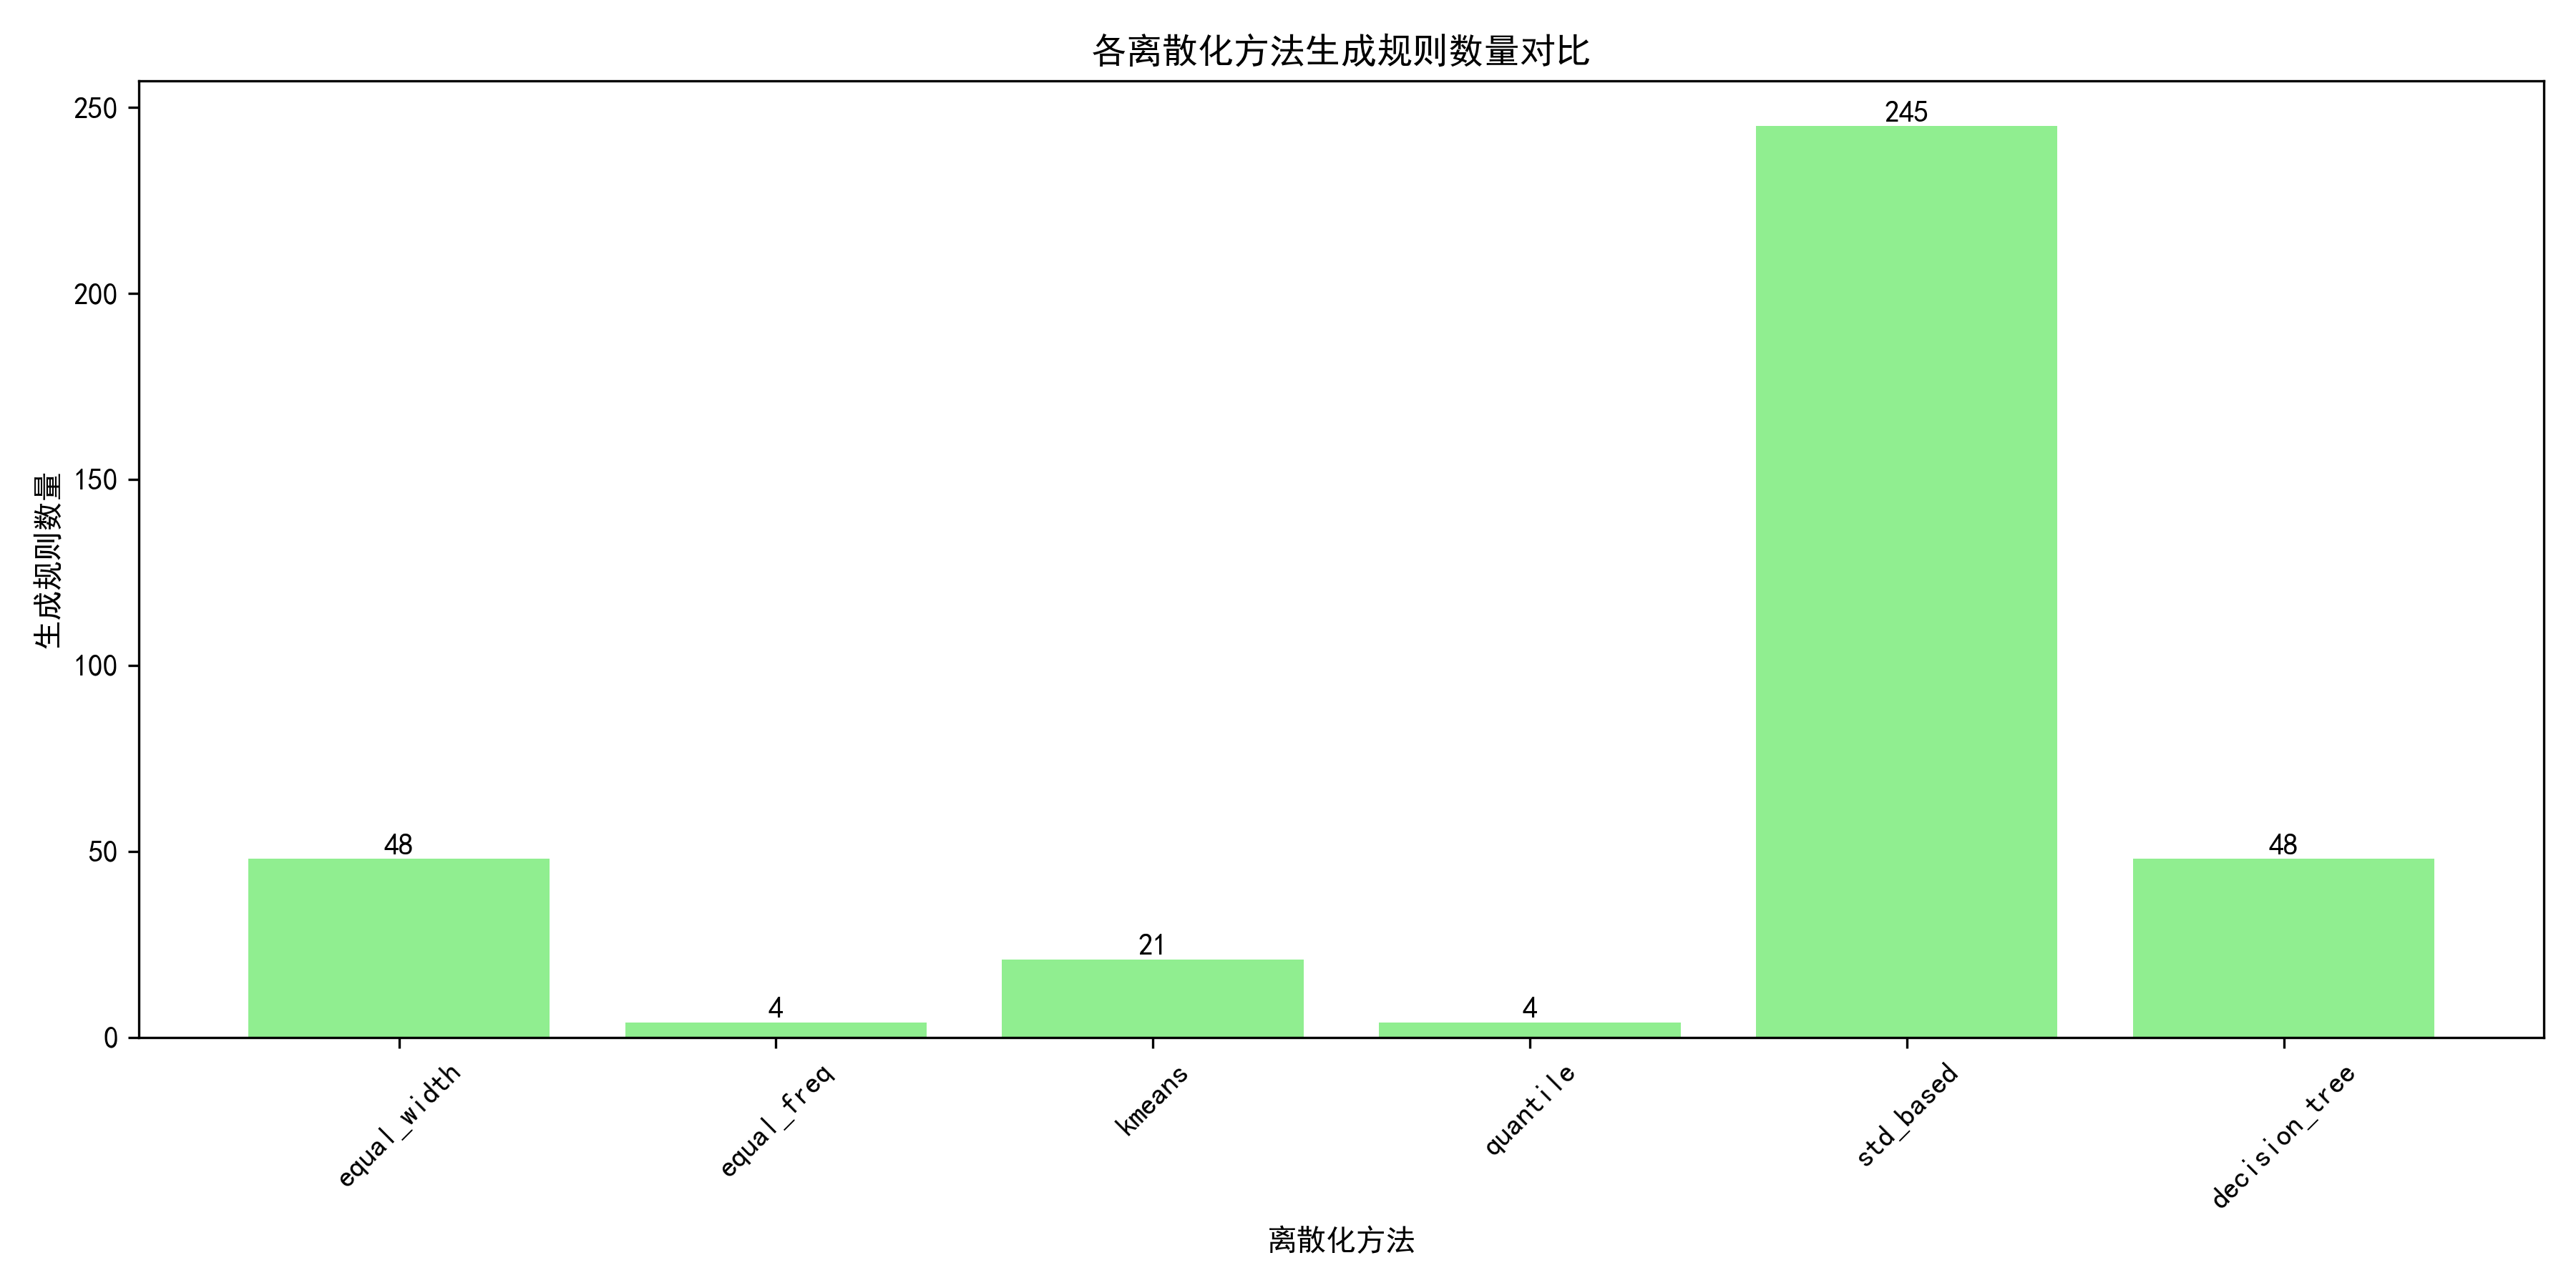 各离散化方法生成规则数量对比
生成规则数量
250
200
150
100
50
0
48
4
21
4
245
48
equal_width
equal_freq
kmeans
quantile
std_based
decision_tree
离散化方法